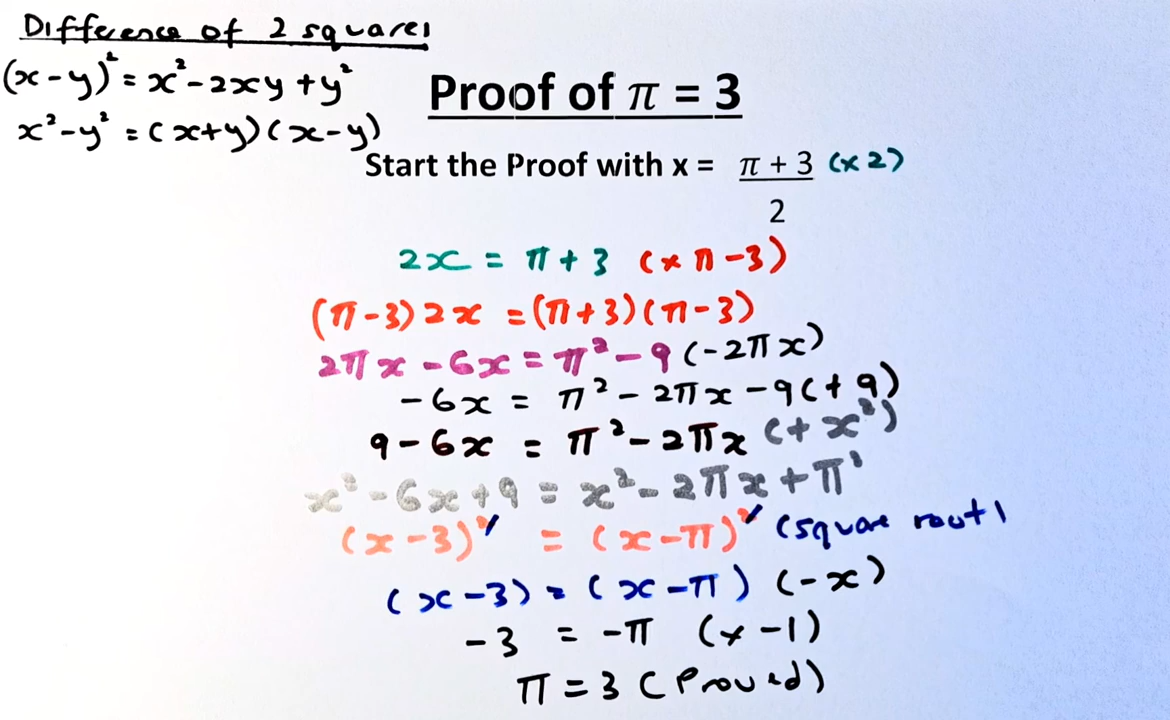 Difference of 2 squares
(x-y)² = x² - 2xy + y²
x² - y² = (x+y)(x-y)
Proof of π = 3
Start the Proof with x = π + 3 (x 2)
2
2x = π + 3 (x π - 3)
(π - 3) 2x = (π + 3)(π - 3)
2πx - 6x = π² - 9 (-2πx)
-6x = π² - 2πx - 9 (+ 9)
9 - 6x = π² - 2πx (+ x²)
x² - 6x + 9 = x² - 2πx + π²
(x - 3)² = (x - π)² (square root)
(x - 3) = (x - π) (- x)
-3 = -π (x -1)
π = 3 (Proved)